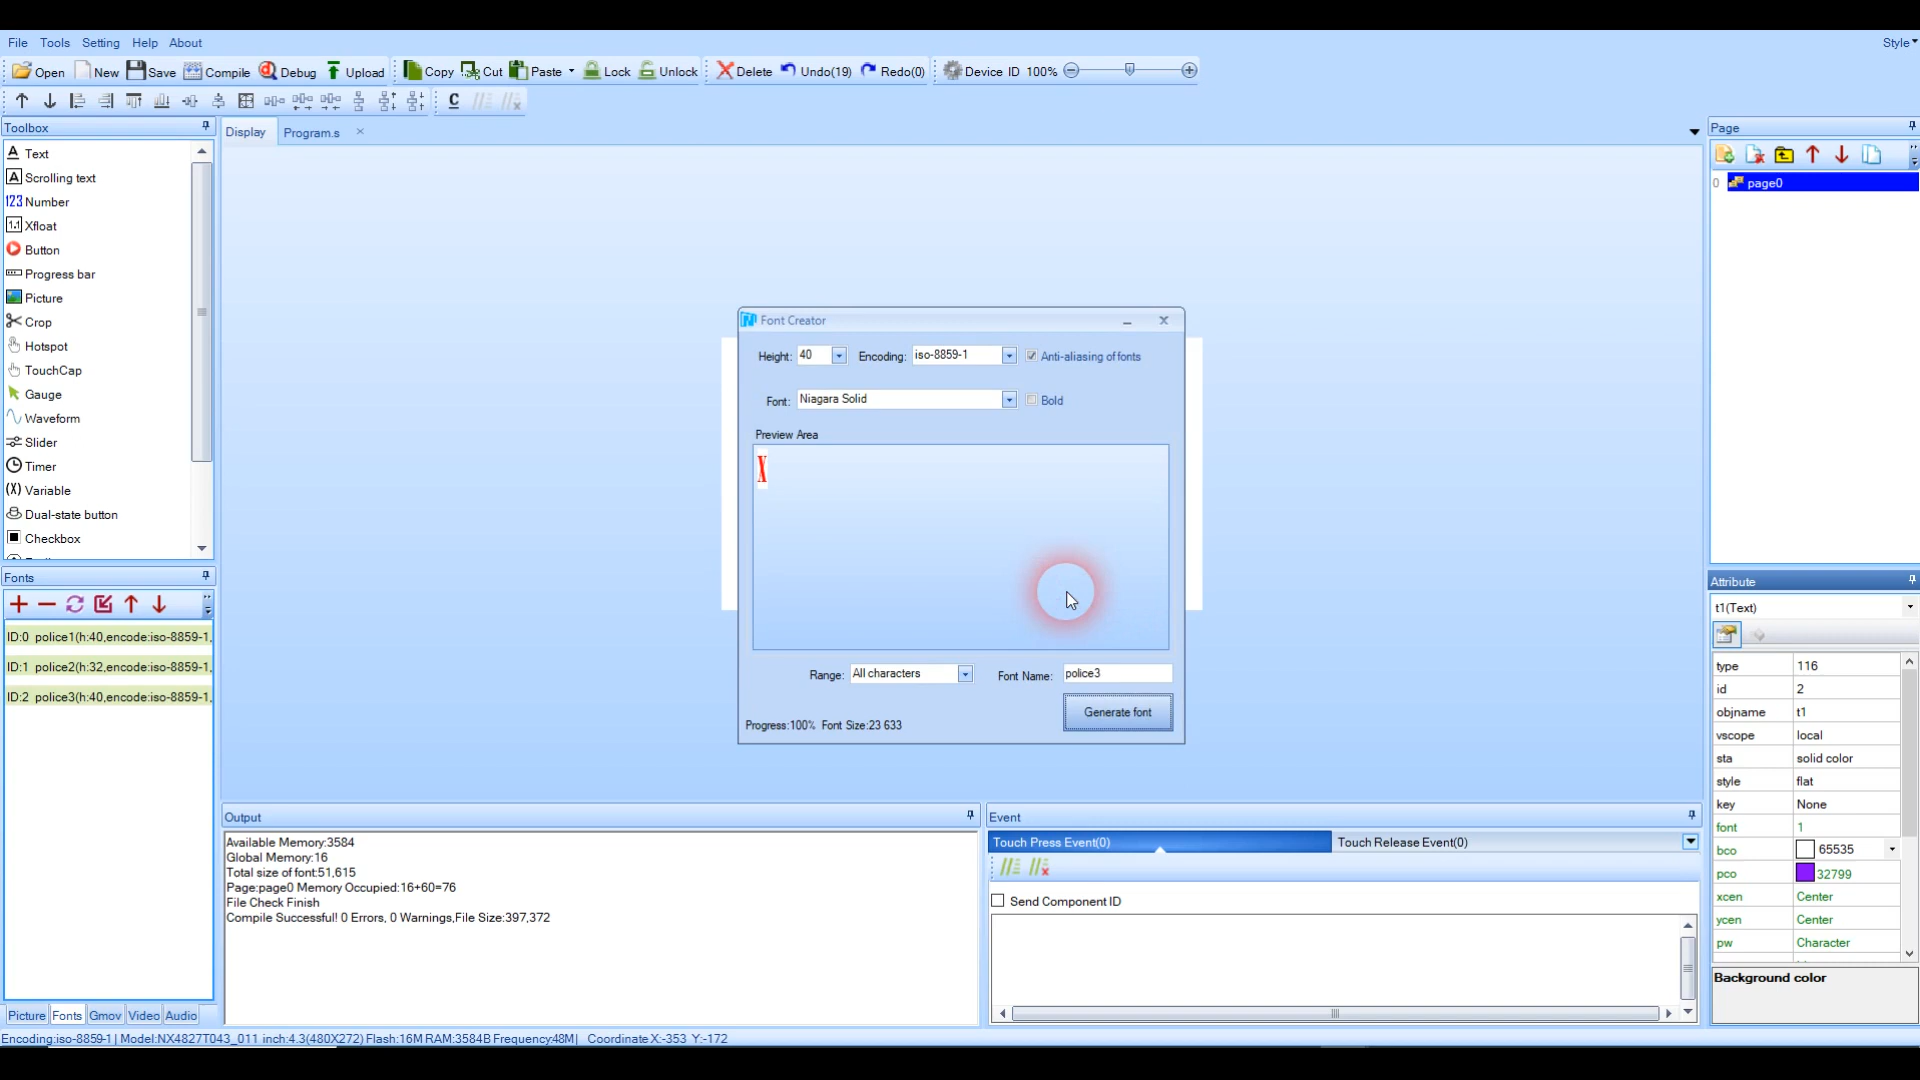 File Tools Setting Help About Style
Open New Save Compile Debug Upload Copy Cut Paste Lock Unlock Delete Undo(19) Redo(0) Device ID 100%
Toolbox
Text
Scrolling text
123 Number
Xfloat
Button
Progress bar
Picture
Crop
Hotspot
TouchCap
Gauge
Waveform
Slider
Timer
(X) Variable
Dual-state button
Checkbox
Fonts
ID:0 police1(h:40,encode:iso-8859-1,
ID:1 police2(h:32,encode:iso-8859-1,
ID:2 police3(h:40,encode:iso-8859-1,
Picture Fonts Gmov Video Audio
Display Program.s
Font Creator
Height: 40 Encoding: iso-8859-1 Anti-aliasing of fonts
Font: Niagara Solid Bold
Preview Area
X
Range: All characters Font Name: police3
Generate font
Progress:100% Font Size:23 633
Output
Available Memory:3584
Global Memory:16
Total size of font:51,615
Page:page0 Memory Occupied:16+60=76
File Check Finish
Compile Successful! 0 Errors, 0 Warnings,File Size:397,372
Event
Touch Press Event(0) Touch Release Event(0)
Send Component ID
Page
0 page0
Attribute
t1(Text)
type 116
id 2
objname t1
vscope local
sta solid color
style flat
key None
font 1
bco 65535
pco 32799
xcen Center
ycen Center
pw Character
Background color
Encoding:iso-8859-1 | Model:NX4827T043_011 inch:4.3(480X272) Flash:16M RAM:3584B Frequency:48M| Coordinate X:-353 Y:-172